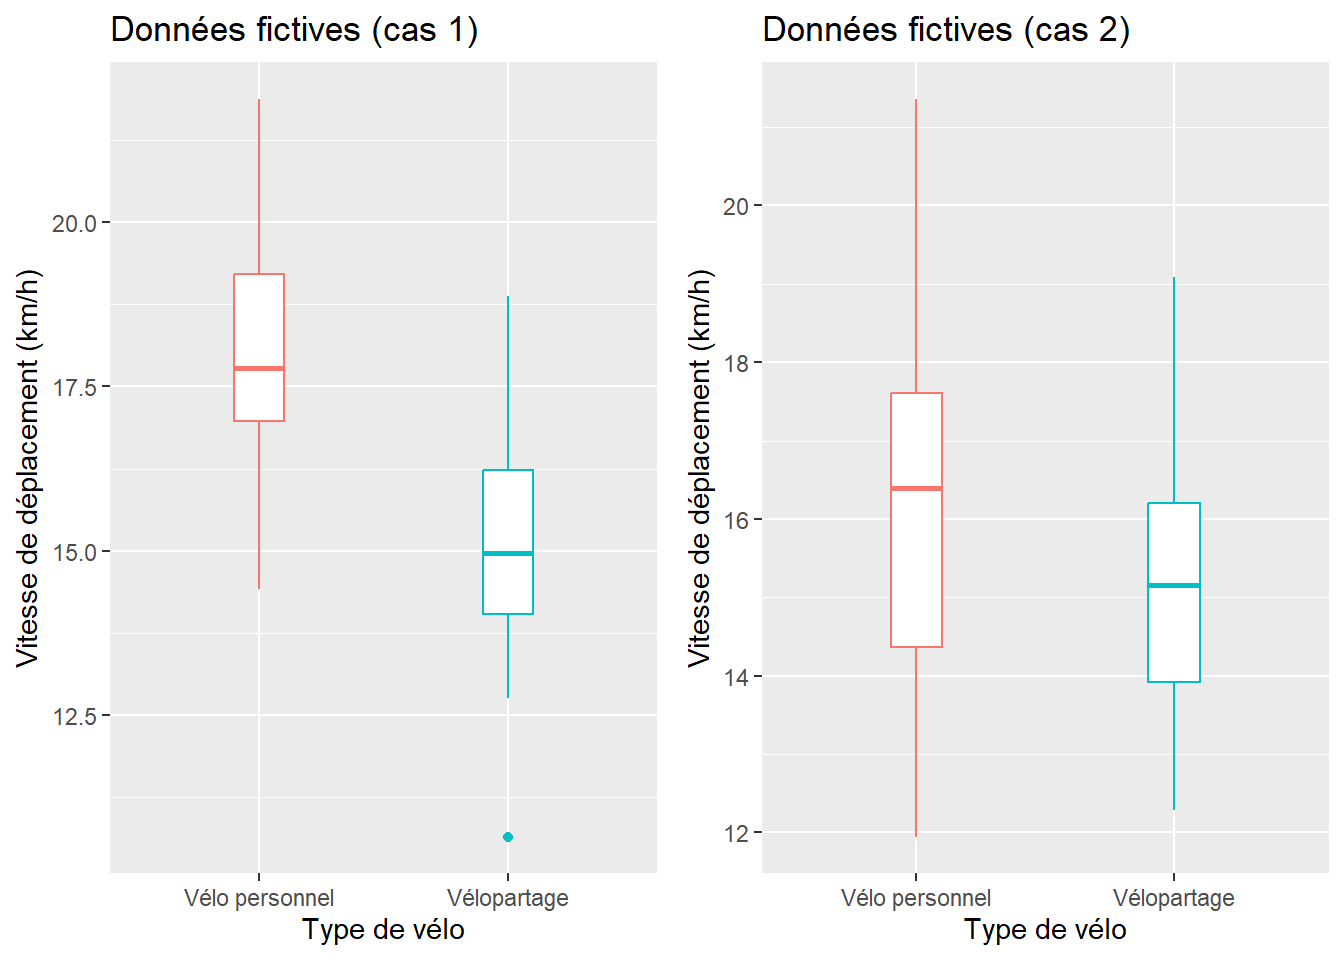 Données fictives (cas 1)
Vitesse de déplacement (km/h)
20.0
17.5
15.0
12.5
Vélo personnel
Vélopartage
Type de vélo
Données fictives (cas 2)
Vitesse de déplacement (km/h)
20
18
16
14
12
Vélo personnel
Vélopartage
Type de vélo